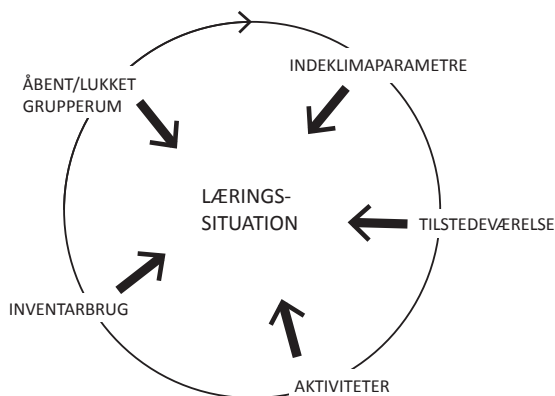 INDEKLIMAPARAMETRE
ÅBENT/LUKKET
GRUPPERUM
LÆRINGS-
SITUATION
TILSTEDEVÆRELSE
INVENTARBRUG
AKTIVITETER